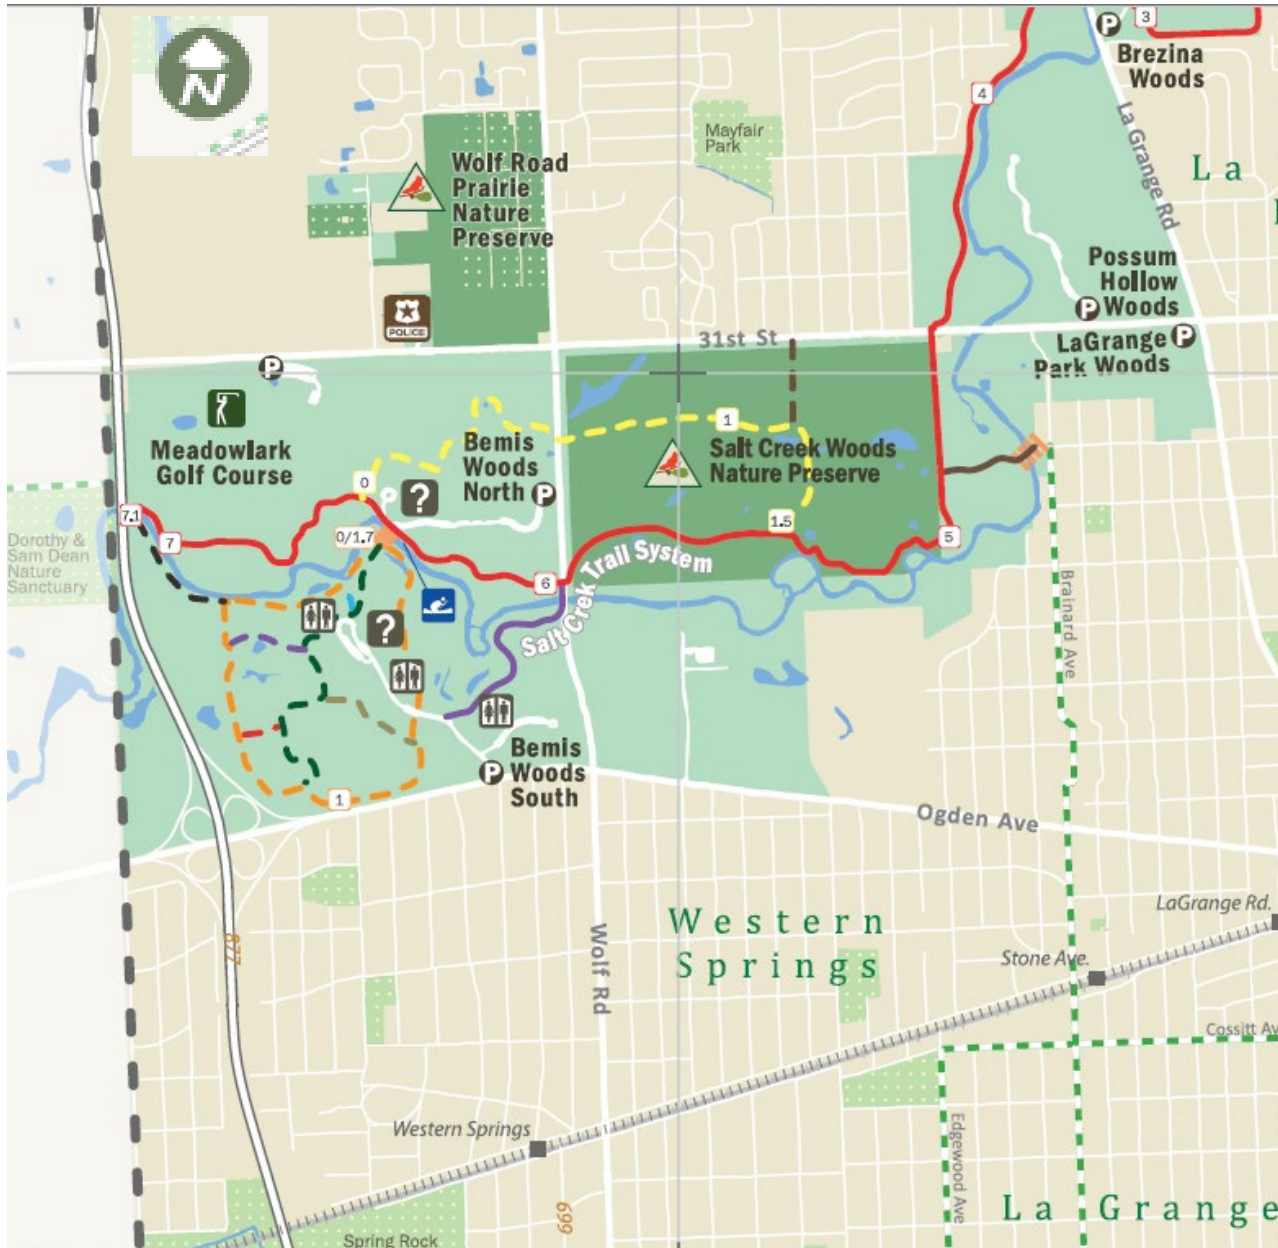 N
3
Brezina
Woods
4
Mayfair
Park
La Grange Rd
La
Wolf Road
Prairie
Nature
Preserve
POLICE
Possum
Hollow
Woods
P
P
P
LaGrange
Park Woods
P
31st St
P
Meadowlark
Golf Course
Bemis
Woods
North
P
1
Salt Creek Woods
Nature Preserve
0
?
7.1
7
0/1.7
1.5
5
Dorothy &
Sam Dean
Nature
Sanctuary
6
Salt Crek Trail System
?
Brainard Ave
Bemis
Woods
South
P
1
Ogden Ave
Western
Springs
LaGrange Rd.
Stone Ave.
877
Wolf Rd
Cossitt Av
Western Springs
Edgewood Ave
699
La Grange
Spring Rock